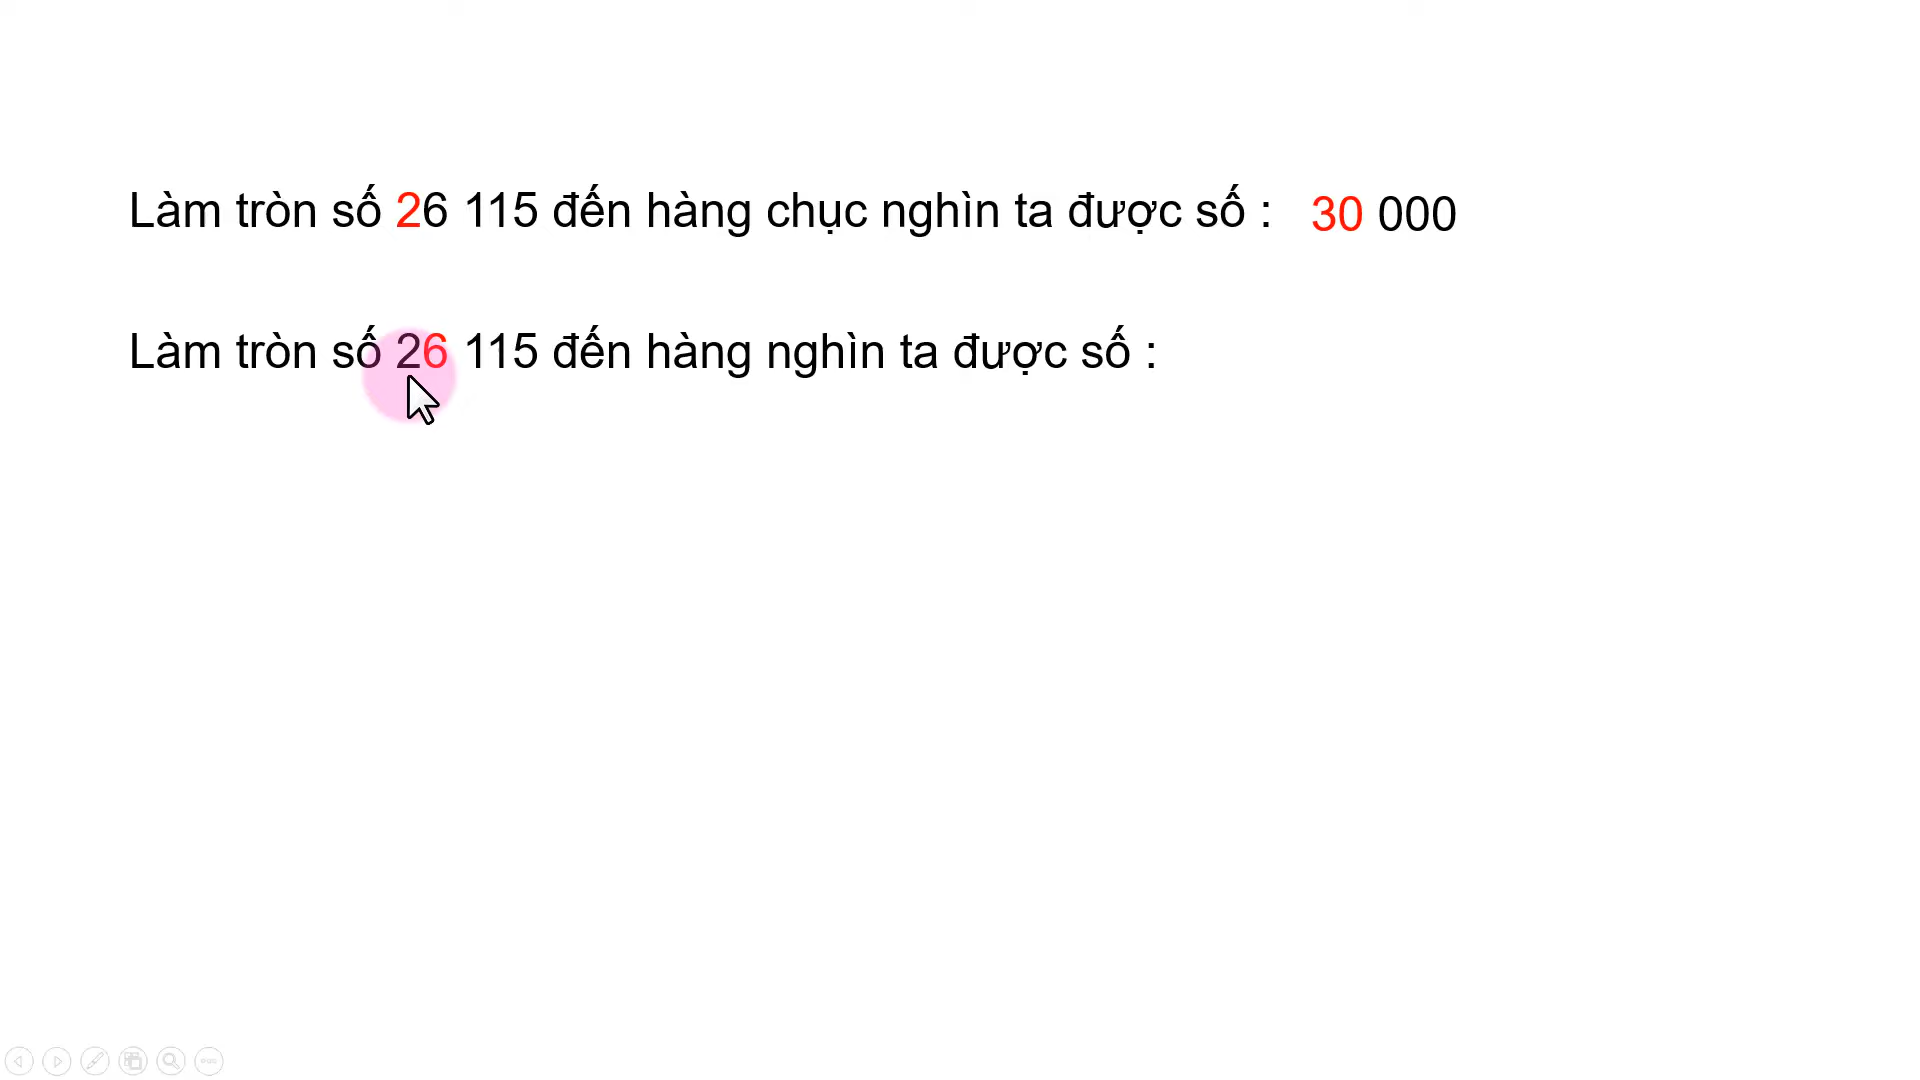 Làm tròn số 26 115 đến hàng chục nghìn ta được số : 30 000
Làm tròn số 26 115 đến hàng nghìn ta được số :